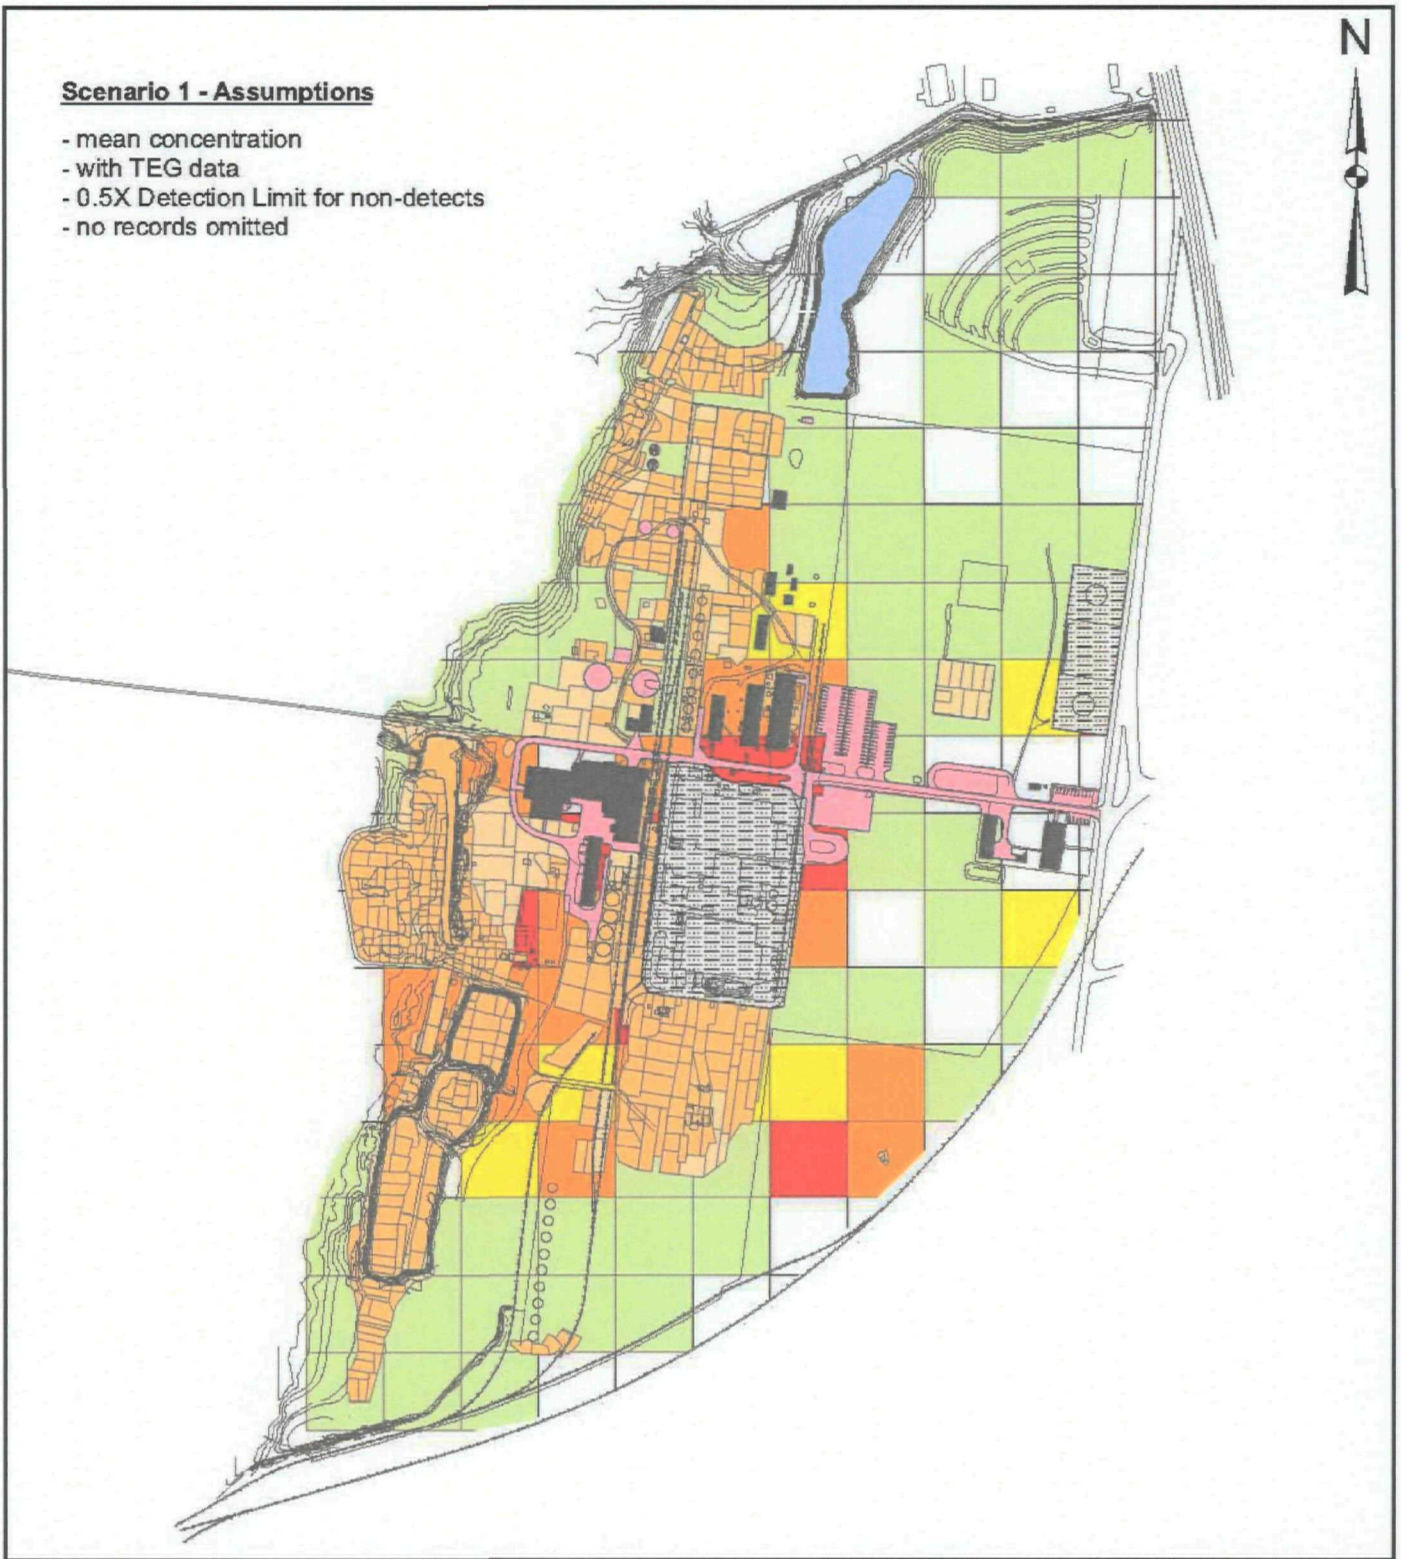 N
Scenario 1 - Assumptions
- mean concentration
- with TEG data
- 0.5X Detection Limit for non-detects
- no records omitted